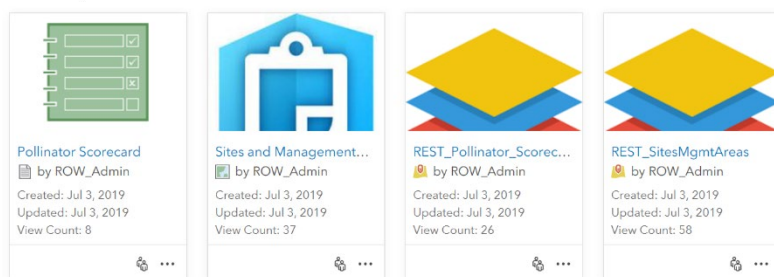 Pollinator Scorecard
by ROW_Admin
Created: Jul 3, 2019
Updated: Jul 3, 2019
View Count: 8
Sites and Management...
by ROW_Admin
Created: Jul 3, 2019
Updated: Jul 3, 2019
View Count: 37
REST_Pollinator_Scorec...
by ROW_Admin
Created: Jul 3, 2019
Updated: Jul 3, 2019
View Count: 26
REST_SitesMgmtAreas
by ROW_Admin
Created: Jul 3, 2019
Updated: Jul 3, 2019
View Count: 58